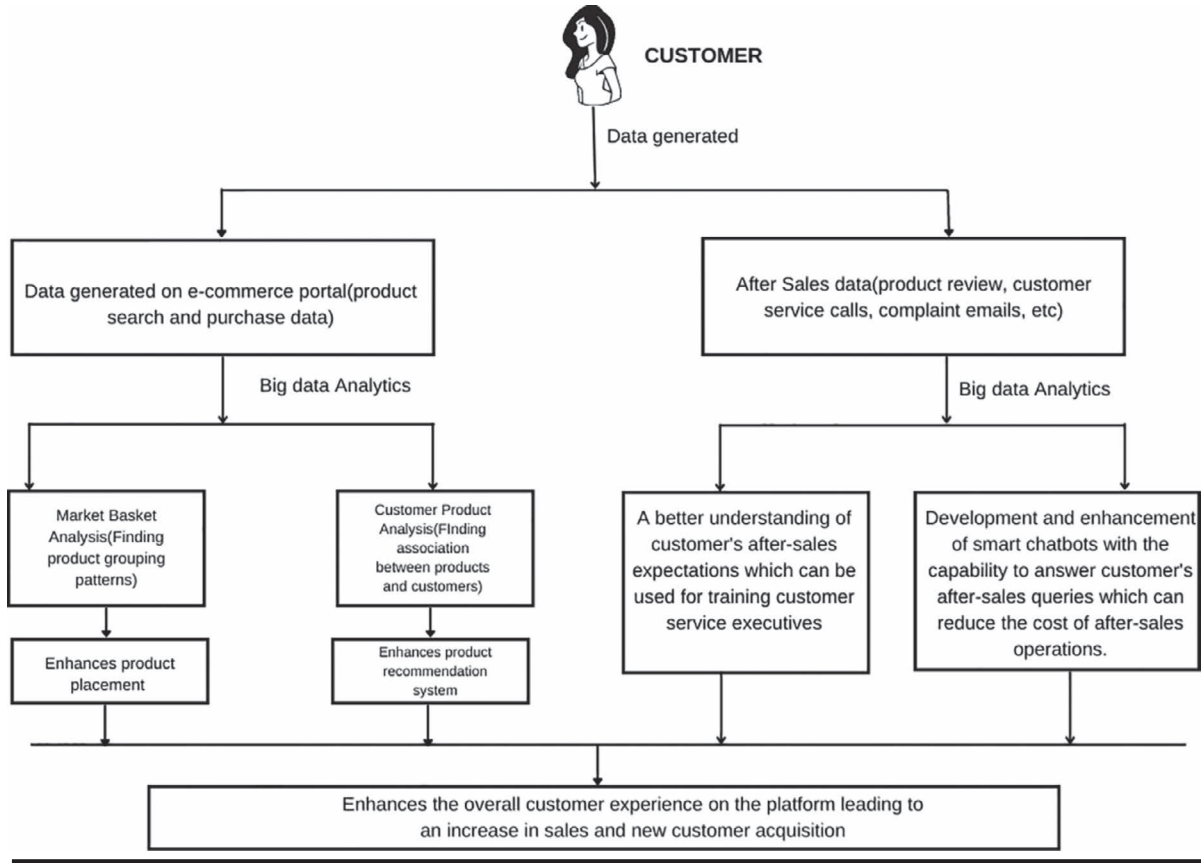 CUSTOMER
Data generated
Data generated on e-commerce portal(product
search and purchase data)
After Sales data(product review, customer
service calls, complaint emails, etc)
Big data Analytics
Big data Analytics
Market Basket
Analysis(Finding
product grouping
patterns)
Customer Product
Analysis(FInding
association
between products
and customers)
A better understanding of
customer's after-sales
expectations which can be
used for training customer
service executives
Development and enhancement
of smart chatbots with the
capability to answer customer's
after-sales queries which can
reduce the cost of after-sales
operations.
Enhances product
placement
Enhances product
recommendation
system
Enhances the overall customer experience on the platform leading to
an increase in sales and new customer acquisition